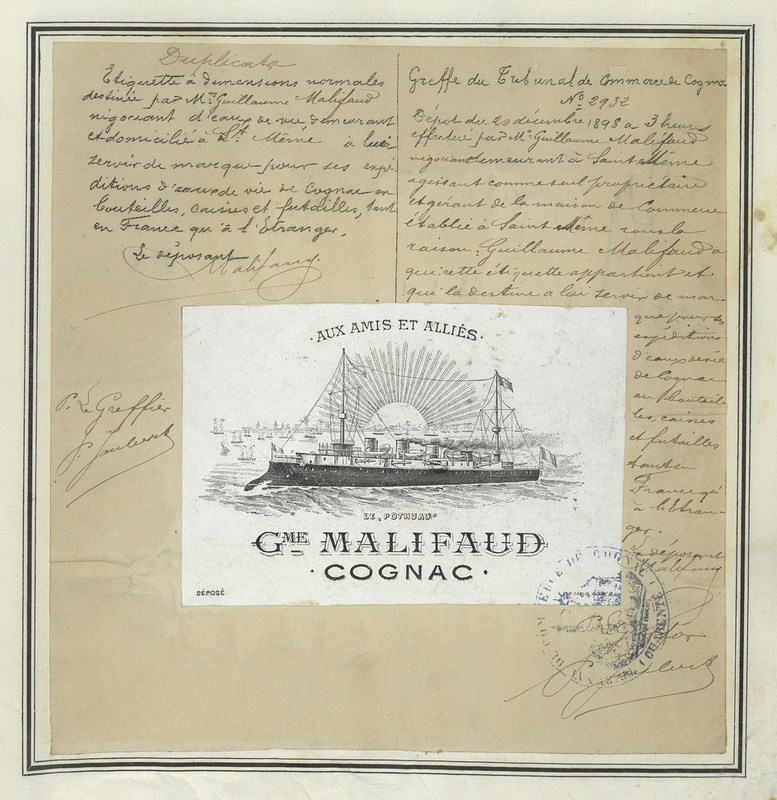 Duplicata
Etiquette à dimensions normales
destinée par Mr. Guillaume Malifaud
négociant d'eaux de vie demeurant
et domicilié à St. Même a lui
servir de marque pour ses expé-
ditions d'eaux de vie de Cognac en
bouteilles, caisses et futailles, tant
en France qu'à l'Etranger.
Le déposant
Malifaud
P. Le Greffier
Greffe du Tribunal de Commerce de Cognac
No. 2932
Dépôt du 20 décembre 1898 a 3 heures
effectué par Mr. Guillaume Malifaud
négociant demeurant à Saint Même
agissant comme seul propriétaire
et gérant de la maison de Commerce
établie à Saint Même sous la
raison: Guillaume Malifaud a
qui cette étiquette appartient et
qui la destine a lui servir de mar-
que pour ses
expéditions
d'eaux de vie
de Cognac
en bouteil-
les, caisses
et futailles
tant en
France qu'
à l'Etran-
ger.
Le déposant
Malifaud
·AUX AMIS ET ALLIÉS·
LE "POTHUAU"
GME MALIFAUD
·COGNAC·
DÉPOSÉ
DE COMMERCE DE COGNAC (CHARENTE)